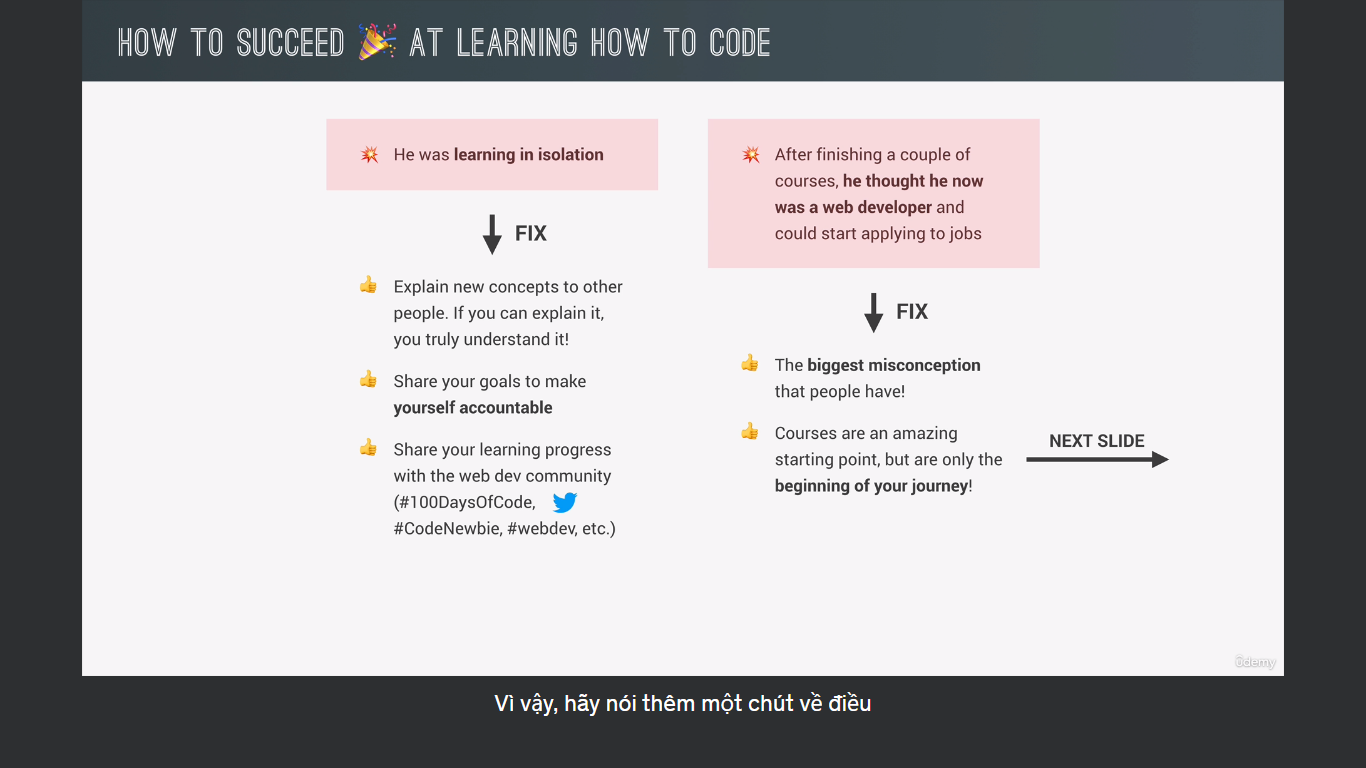 HOW TO SUCCEED 🎉 AT LEARNING HOW TO CODE
💥 He was learning in isolation
FIX
👍 Explain new concepts to other
people. If you can explain it,
you truly understand it!
👍 Share your goals to make
yourself accountable
👍 Share your learning progress
with the web dev community
(#100DaysOfCode,
#CodeNewbie, #webdev, etc.)
💥 After finishing a couple of
courses, he thought he now
was a web developer and
could start applying to jobs
FIX
👍 The biggest misconception
that people have!
👍 Courses are an amazing
starting point, but are only the
beginning of your journey!
NEXT SLIDE
ûdemy
Vì vậy, hãy nói thêm một chút về điều